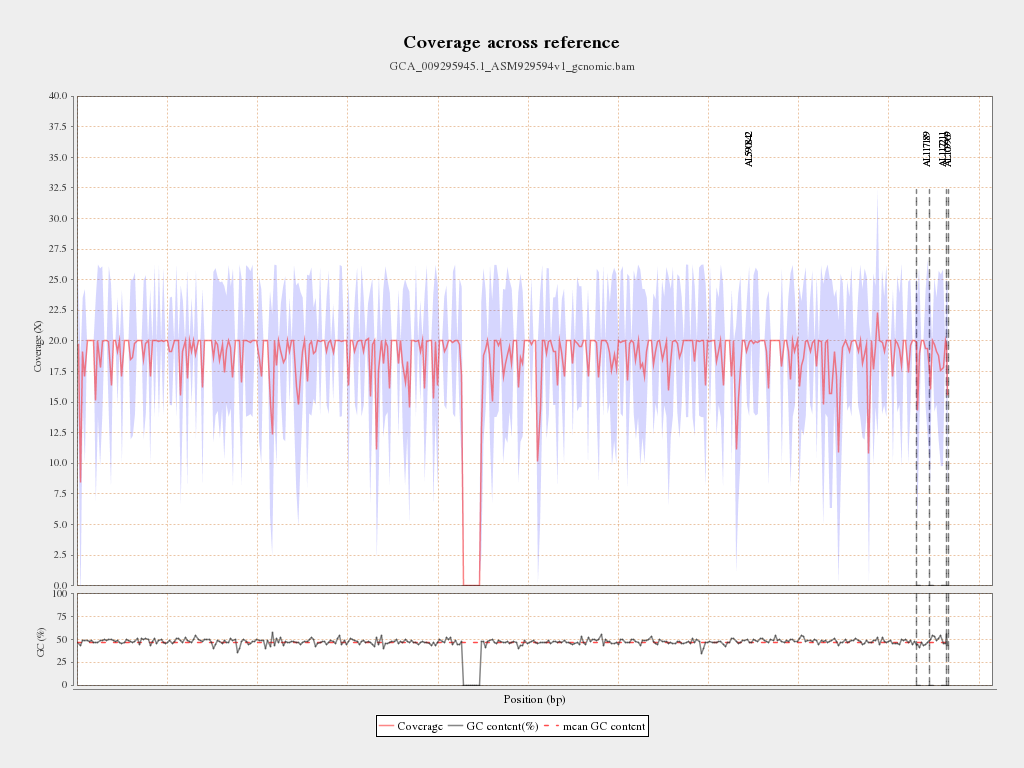 Coverage across reference
GCA_009295945.1_ASM929594v1_genomic.bam
40.0
37.5
35.0
32.5
30.0
27.5
25.0
22.5
20.0
17.5
15.0
12.5
10.0
7.5
5.0
2.5
0.0
Coverage (X)
AL590842
AL117189
AL117211
AL109969
100
75
50
25
0
GC (%)
Position (bp)
Coverage GC content(%) mean GC content